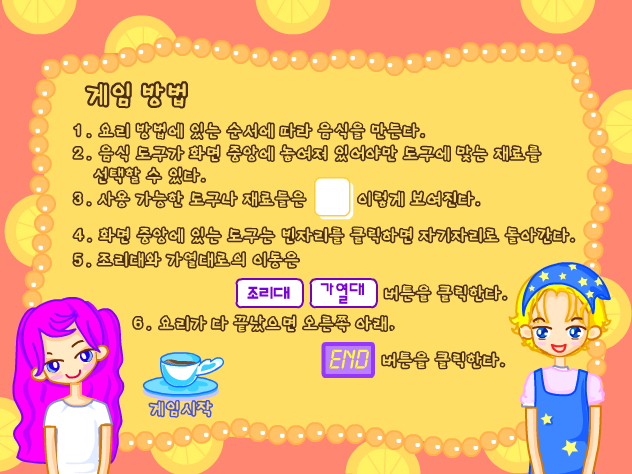 게임 방법
1. 요리 방법에 있는 순서에 따라 음식을 만든다.
2. 음식 도구가 화면 중앙에 놓여져 있어야만 도구에 맞는 재료를
선택할 수 있다.
3. 사용 가능한 도구나 재료들은 이렇게 보여진다.
4. 화면 중앙에 있는 도구는 빈자리를 클릭하면 자기자리로 돌아간다.
5. 조리대와 가열대로의 이동은
조리대 가열대 버튼을 클릭한다.
6. 요리가 다 끝났으면 오른쪽 아래.
END 버튼을 클릭한다.
게임시작